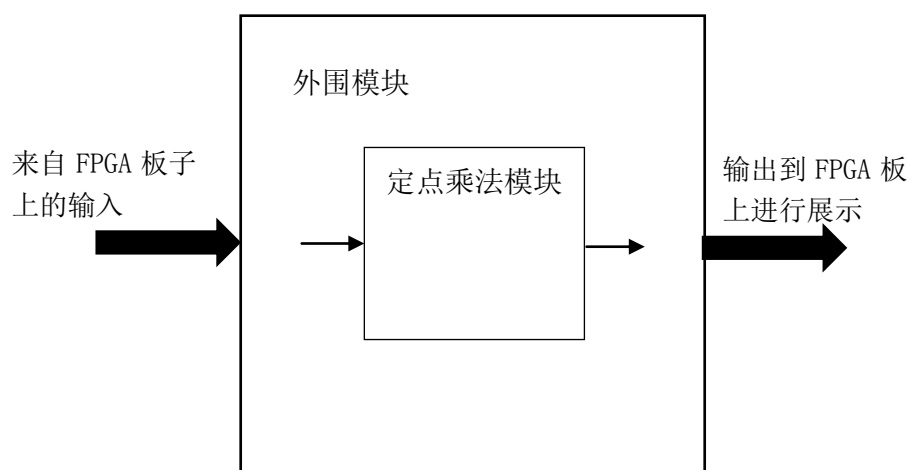 外围模块
来自 FPGA 板子
上的输入
定点乘法模块
输出到 FPGA 板
上进行展示